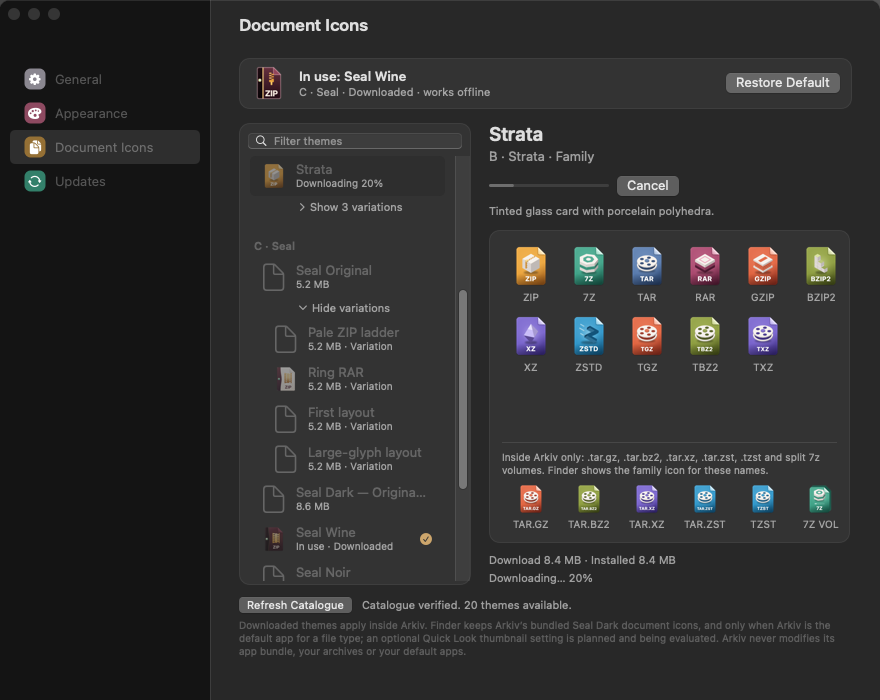 Document Icons
General
Appearance
Document Icons
Updates
ZIP
In use: Seal Wine
C · Seal · Downloaded · works offline
Restore Default
Filter themes
ZIP
Strata
Downloading 20%
Show 3 variations
C · Seal
Seal Original
5.2 MB
Hide variations
Pale ZIP ladder
5.2 MB · Variation
ZIP
Ring RAR
5.2 MB · Variation
First layout
5.2 MB · Variation
Large-glyph layout
5.2 MB · Variation
Seal Dark — Origina...
8.6 MB
ZIP
Seal Wine
In use · Downloaded
Seal Noir
Strata
B · Strata · Family
Cancel
Tinted glass card with porcelain polyhedra.
ZIP 7Z TAR RAR GZIP BZIP2
ZIP 7Z TAR RAR GZIP BZIP2
XZ ZSTD TGZ TBZ2 TXZ
XZ ZSTD TGZ TBZ2 TXZ
Inside Arkiv only: .tar.gz, .tar.bz2, .tar.xz, .tar.zst, .tzst and split 7z
volumes. Finder shows the family icon for these names.
TAR.GZ TAR.BZ2 TAR.XZ TAR.ZST TZST 7Z
TAR.GZ TAR.BZ2 TAR.XZ TAR.ZST TZST 7Z VOL
Download 8.4 MB · Installed 8.4 MB
Downloading... 20%
Refresh Catalogue
Catalogue verified. 20 themes available.
Downloaded themes apply inside Arkiv. Finder keeps Arkiv's bundled Seal Dark document icons, and only when Arkiv is the
default app for a file type; an optional Quick Look thumbnail setting is planned and being evaluated. Arkiv never modifies its
app bundle, your archives or your default apps.